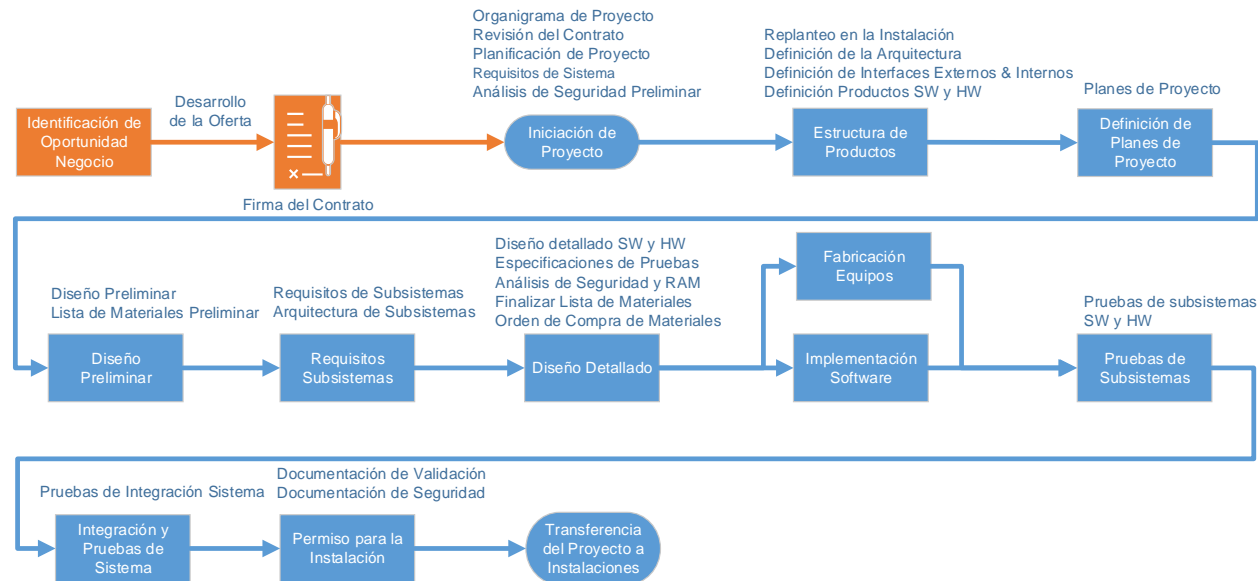 Organigrama de Proyecto
Revisión del Contrato
Planificación de Proyecto
Requisitos de Sistema
Análisis de Seguridad Preliminar
Replanteo en la Instalación
Definición de la Arquitectura
Definición de Interfaces Externos & Internos
Definición Productos SW y HW
Planes de Proyecto
Desarrollo
de la Oferta
Identificación de
Oportunidad
Negocio
Firma del Contrato
Iniciación de
Proyecto
Estructura de
Productos
Definición de
Planes de
Proyecto
Diseño Preliminar
Lista de Materiales Preliminar
Requisitos de Subsistemas
Arquitectura de Subsistemas
Diseño detallado SW y HW
Especificaciones de Pruebas
Análisis de Seguridad y RAM
Finalizar Lista de Materiales
Orden de Compra de Materiales
Fabricación
Equipos
Pruebas de subsistemas
SW y HW
Diseño
Preliminar
Requisitos
Subsistemas
Diseño Detallado
Implementación
Software
Pruebas de
Subsistemas
Pruebas de Integración Sistema
Documentación de Validación
Documentación de Seguridad
Integración y
Pruebas de
Sistema
Permiso para la
Instalación
Transferencia
del Proyecto a
Instalaciones